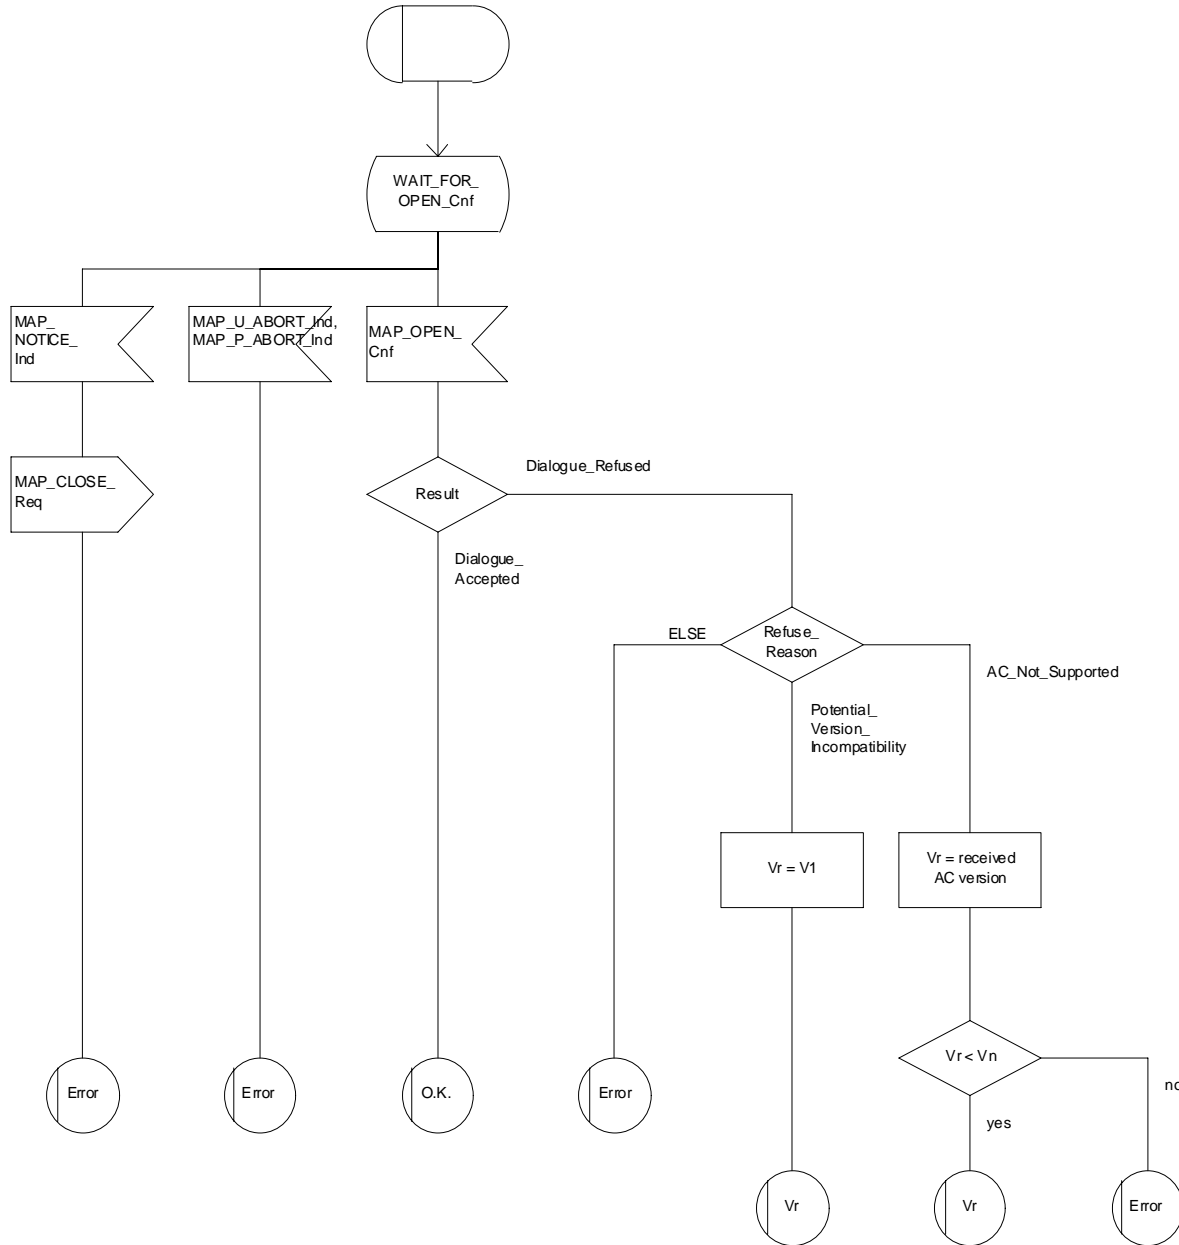 WAIT_FOR_
OPEN_Cnf
MAP_
NOTICE_
Ind
MAP_U_ABORT_Ind,
MAP_P_ABORT_Ind
MAP_OPEN_
Cnf
MAP_CLOSE_
Req
Result
Dialogue_Refused
Dialogue_
Accepted
ELSE
Refuse_
Reason
AC_Not_Supported
Potential_
Version_
Incompatibility
Vr = V1
Vr = received
AC version
Vr < Vn
no
yes
Error
Error
O.K.
Error
Vr
Vr
Error